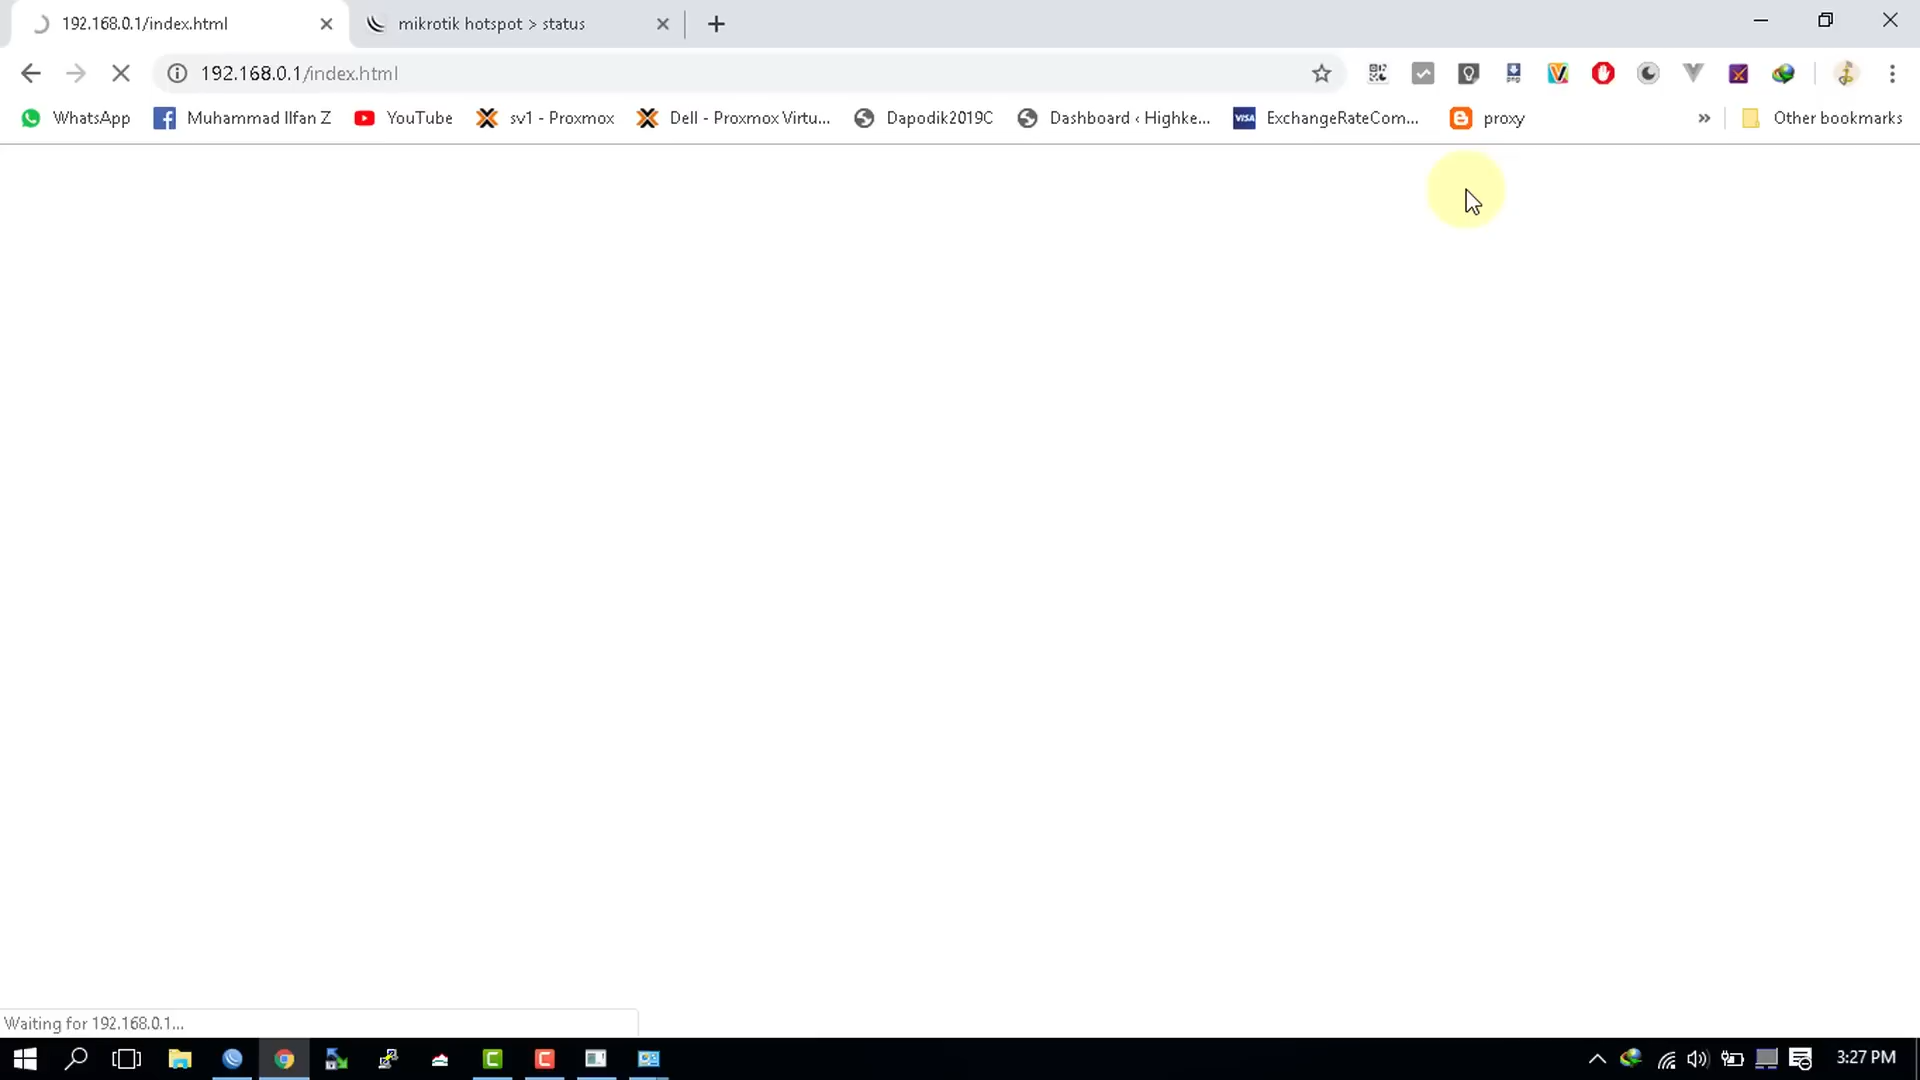 192.168.0.1/index.html
mikrotik hotspot > status
192.168.0.1/index.html
WhatsApp
Muhammad Ilfan Z
YouTube
sv1 - Proxmox
Dell - Proxmox Virtu...
Dapodik2019C
Dashboard ‹ Highke...
VISA
ExchangeRateCom...
proxy
»
Other bookmarks
Waiting for 192.168.0.1...
3:27 PM